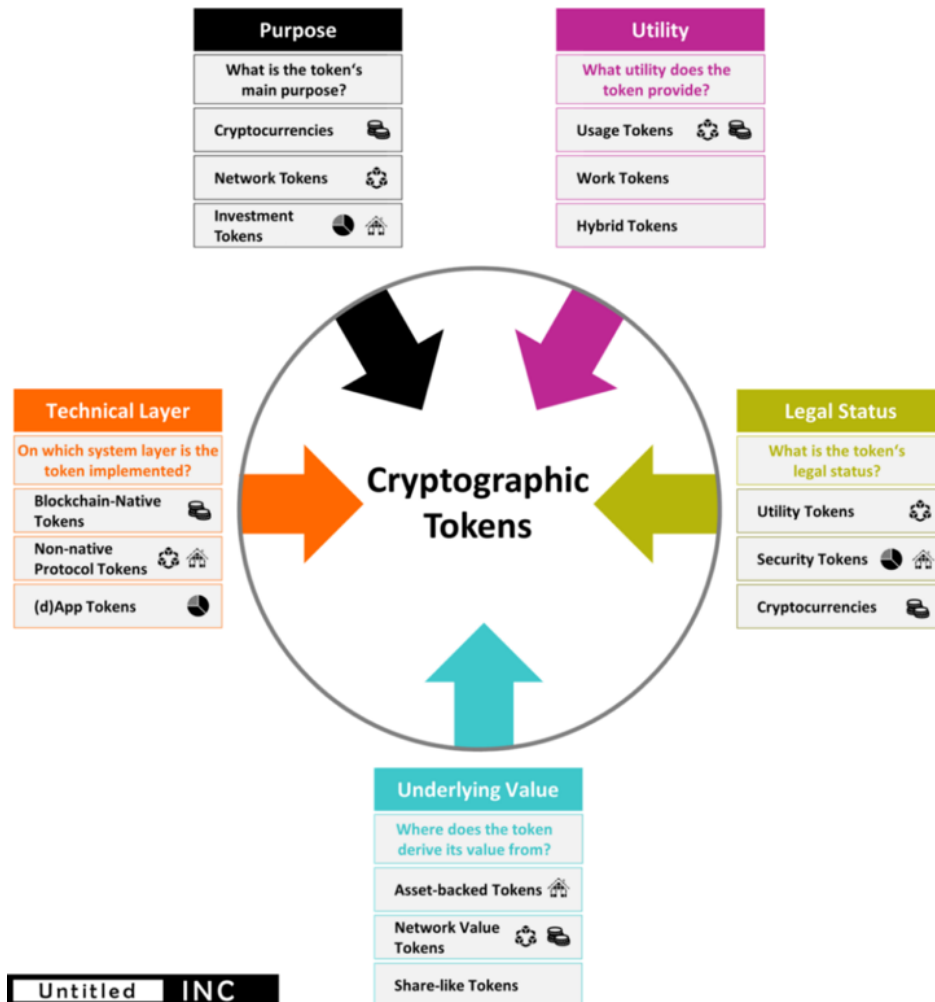 Purpose
What is the token's
main purpose?
Cryptocurrencies
Network Tokens
Investment
Tokens
Utility
What utility does the
token provide?
Usage Tokens
Work Tokens
Hybrid Tokens
Technical Layer
On which system layer is the
token implemented?
Blockchain-Native
Tokens
Non-native
Protocol Tokens
(d)App Tokens
Cryptographic
Tokens
Legal Status
What is the token's
legal status?
Utility Tokens
Security Tokens
Cryptocurrencies
Underlying Value
Where does the token
derive its value from?
Asset-backed Tokens
Network Value
Tokens
Share-like Tokens
Untitled INC